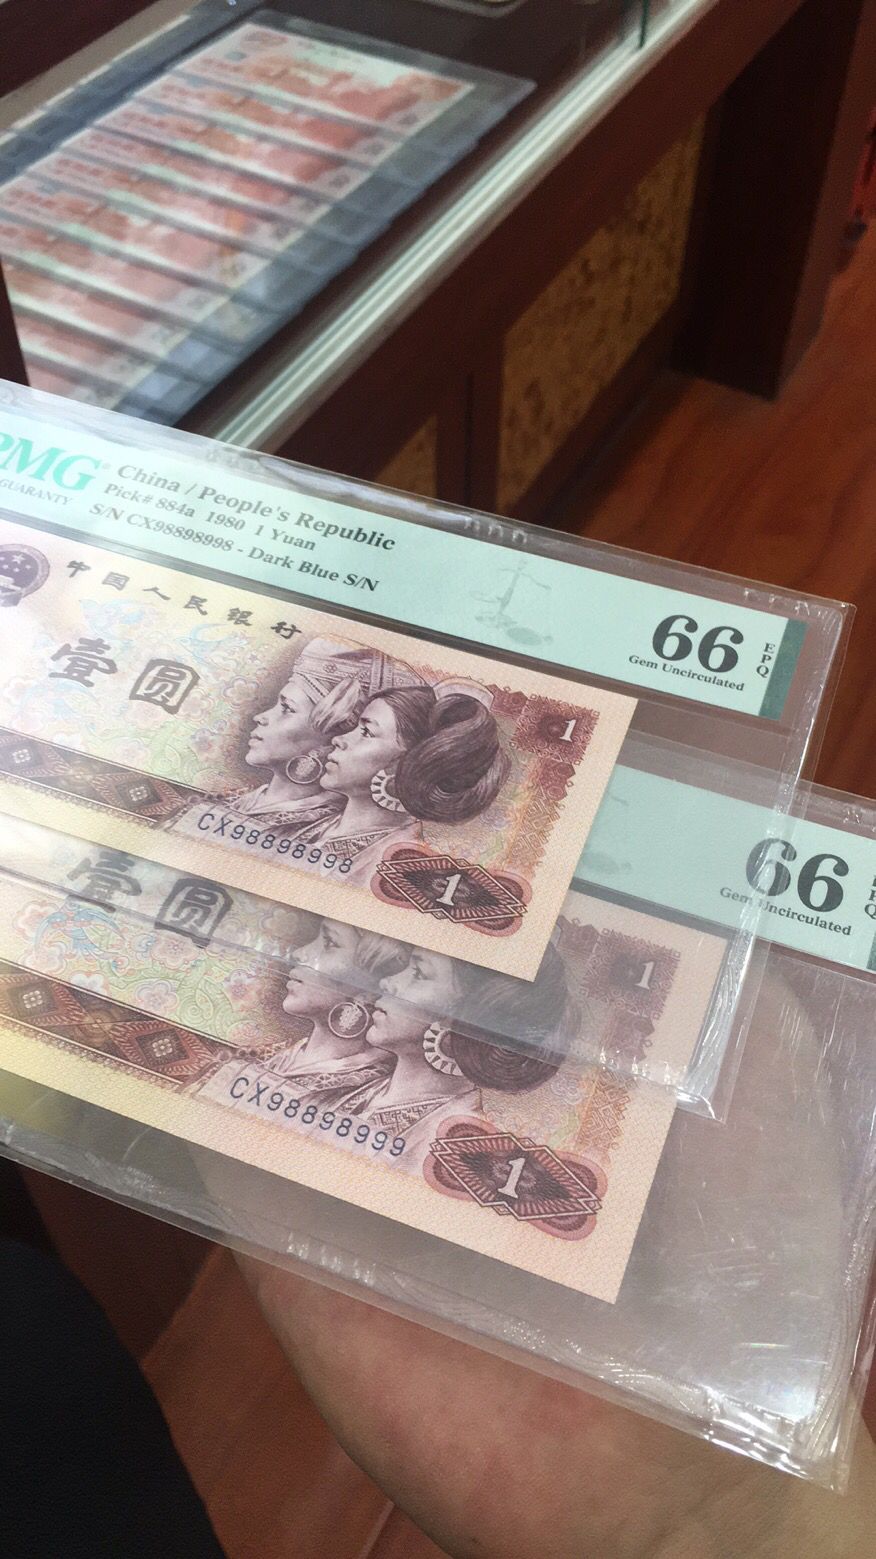 PMG
GUARANTY
China / People's Republic
Pick# 884a 1980 1 Yuan
S/N CX98898998 - Dark Blue S/N
66
EPQ
Gem Uncirculated
中国人民银行
壹圆
1
CX98898998
1
66
Gem Uncirculated
壹圆
1
CX98898999
1